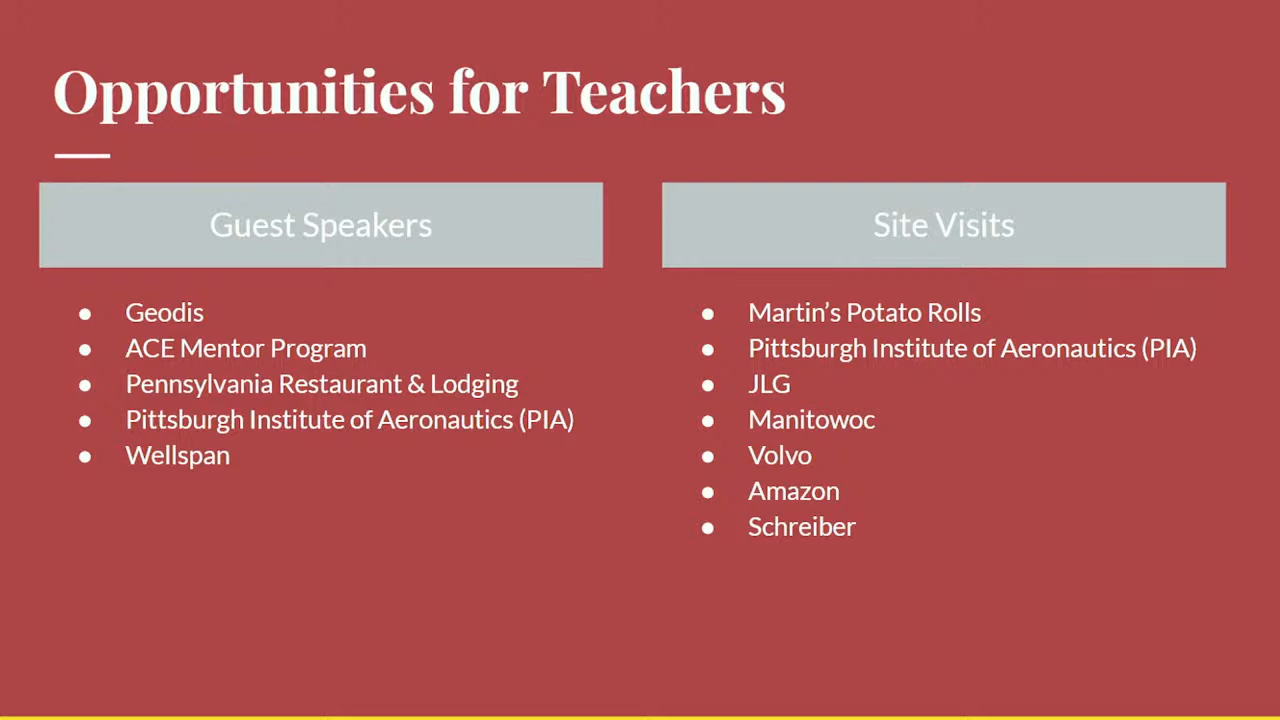 Opportunities for Teachers
Guest Speakers
● Geodis
● ACE Mentor Program
● Pennsylvania Restaurant & Lodging
● Pittsburgh Institute of Aeronautics (PIA)
● Wellspan
Site Visits
● Martin’s Potato Rolls
● Pittsburgh Institute of Aeronautics (PIA)
● JLG
● Manitowoc
● Volvo
● Amazon
● Schreiber